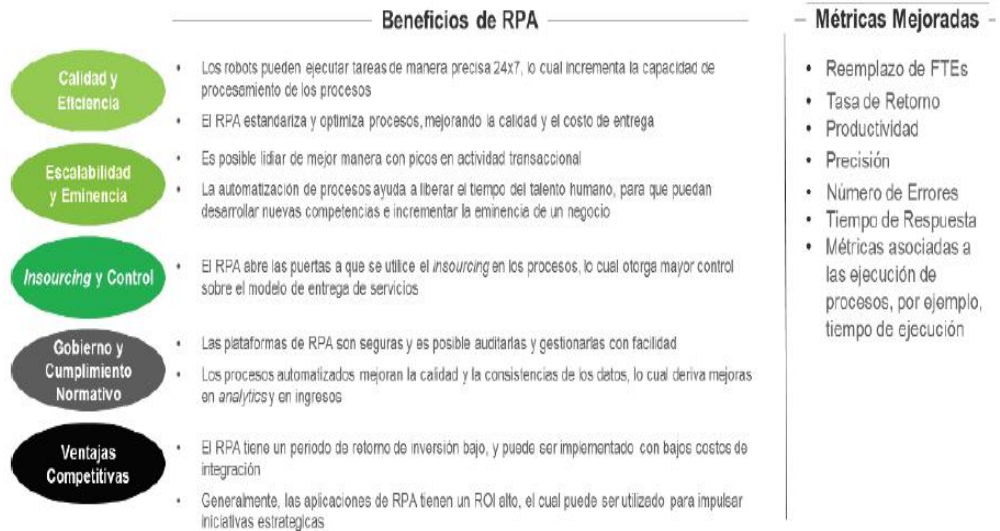 Beneficios de RPA
Calidad y
Eficiencia
• Los robots pueden ejecutar tareas de manera precisa 24x7, lo cual incrementa la capacidad de
procesamiento de los procesos
• El RPA estandariza y optimiza procesos, mejorando la calidad y el costo de entrega
Escalabilidad
y Eminencia
• Es posible lidiar de mejor manera con picos en actividad transaccional
• La automatización de procesos ayuda a liberar el tiempo del talento humano, para que puedan
desarrollar nuevas competencias e incrementar la eminencia de un negocio
Insourcing y Control
• El RPA abre las puertas a que se utilice el insourcing en los procesos, lo cual otorga mayor control
sobre el modelo de entrega de servicios
Gobierno y
Cumplimiento
Normativo
• Las plataformas de RPA son seguras y es posible auditarlas y gestionarlas con facilidad
• Los procesos automatizados mejoran la calidad y la consistencias de los datos, lo cual deriva mejoras
en analytics y en ingresos
Ventajas
Competitivas
• El RPA tiene un periodo de retorno de inversión bajo, y puede ser implementado con bajos costos de
integración
• Generalmente, las aplicaciones de RPA tienen un ROI alto, el cual puede ser utilizado para impulsar
iniciativas estrategicas
Métricas Mejoradas
• Reemplazo de FTEs
• Tasa de Retorno
• Productividad
• Precisión
• Número de Errores
• Tiempo de Respuesta
• Métricas asociadas a
las ejecución de
procesos, por ejemplo,
tiempo de ejecución